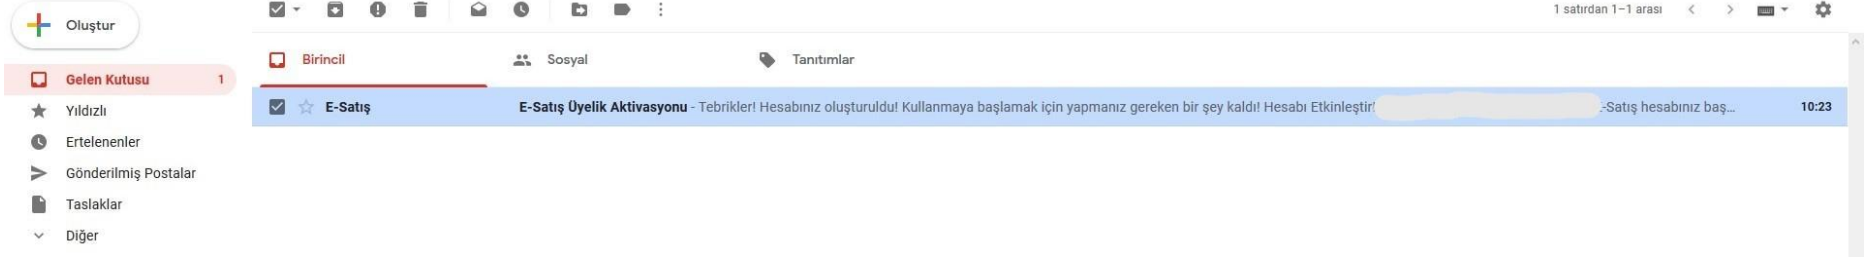 Oluştur
1 satırdan 1–1 arası
Birincil
Sosyal
Tanıtımlar
Gelen Kutusu 1
Yıldızlı
Ertelenenler
Gönderilmiş Postalar
Taslaklar
Diğer
E-Satış E-Satış Üyelik Aktivasyonu - Tebrikler! Hesabınız oluşturuldu! Kullanmaya başlamak için yapmanız gereken bir şey kaldı! Hesabı Etkinleştir! -Satış hesabınız baş... 10:23